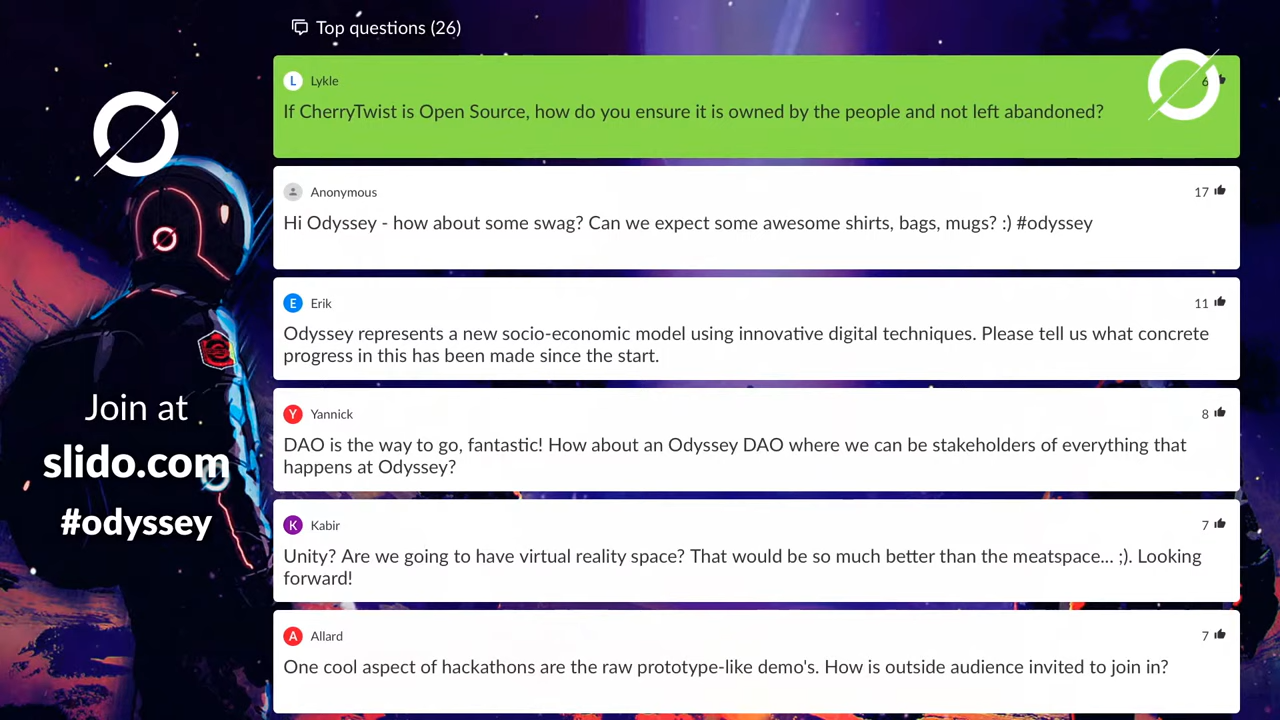 Top questions (26)
L Lykle 6
If CherryTwist is Open Source, how do you ensure it is owned by the people and not left abandoned?
Anonymous 17
Hi Odyssey - how about some swag? Can we expect some awesome shirts, bags, mugs? :) #odyssey
E Erik 11
Odyssey represents a new socio-economic model using innovative digital techniques. Please tell us what concrete
progress in this has been made since the start.
Y Yannick 8
DAO is the way to go, fantastic! How about an Odyssey DAO where we can be stakeholders of everything that
happens at Odyssey?
K Kabir 7
Unity? Are we going to have virtual reality space? That would be so much better than the meatspace... ;). Looking
forward!
A Allard 7
One cool aspect of hackathons are the raw prototype-like demo's. How is outside audience invited to join in?
Join at
slido.com
#odyssey